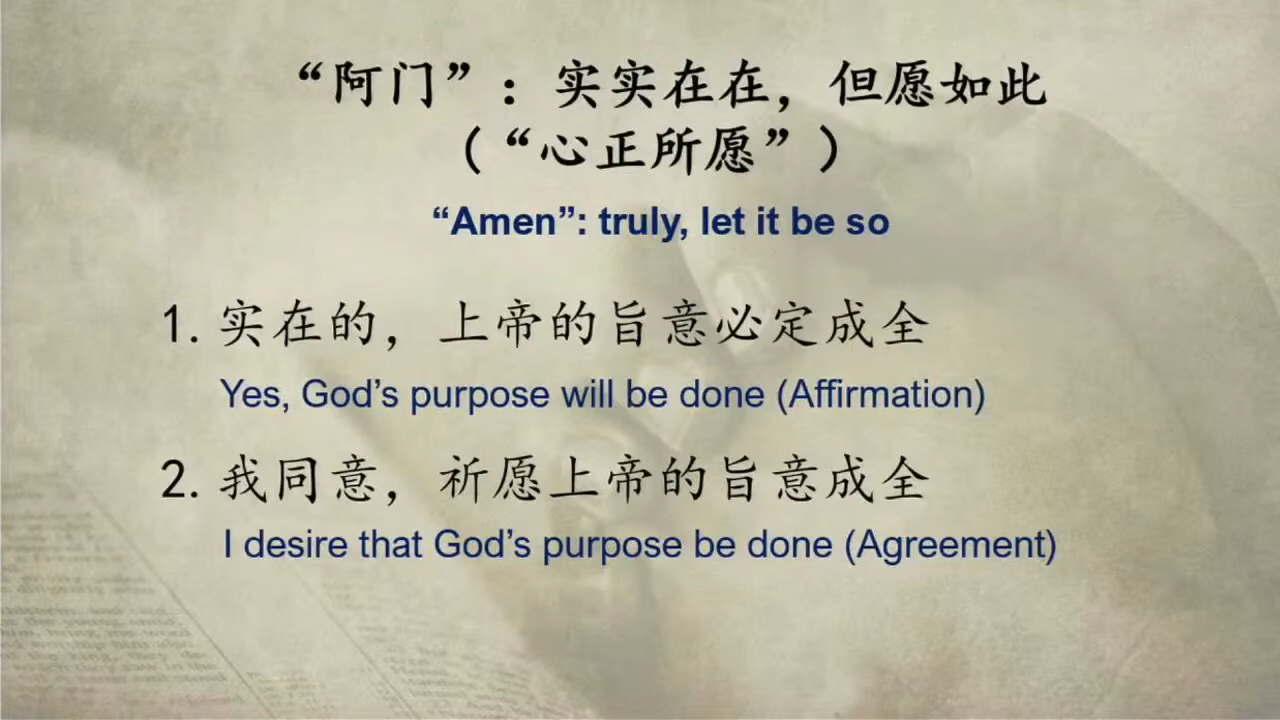 “阿门”：实实在在，但愿如此
（“心正所愿”）
“Amen”: truly, let it be so
1. 实在的，上帝的旨意必定成全
Yes, God’s purpose will be done (Affirmation)
2. 我同意，祈愿上帝的旨意成全
I desire that God’s purpose be done (Agreement)